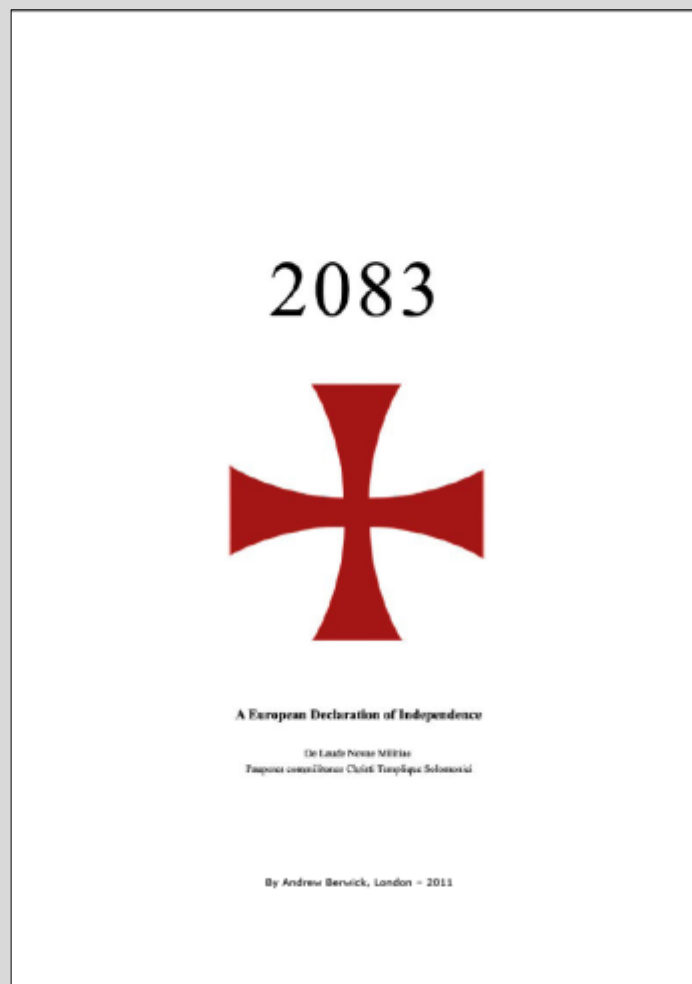 2083
A European Declaration of Independence
De Laude Novae Militiae
Pauperes commilitones Christi Templique Solomonici
By Andrew Berwick, London – 2011